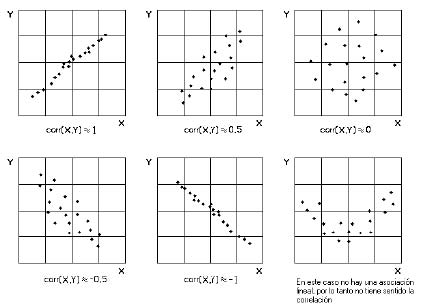 Y
Y
Y
X
X
X
corr(X,Y) ≈ 1
corr(X,Y) ≈ 0,5
corr(X,Y) ≈ 0
Y
Y
Y
X
X
X
corr(X,Y) ≈ -0,5
corr(X,Y) ≈ -1
En este caso no hay una asociación
lineal, por lo tanto no tiene sentido la
correlación